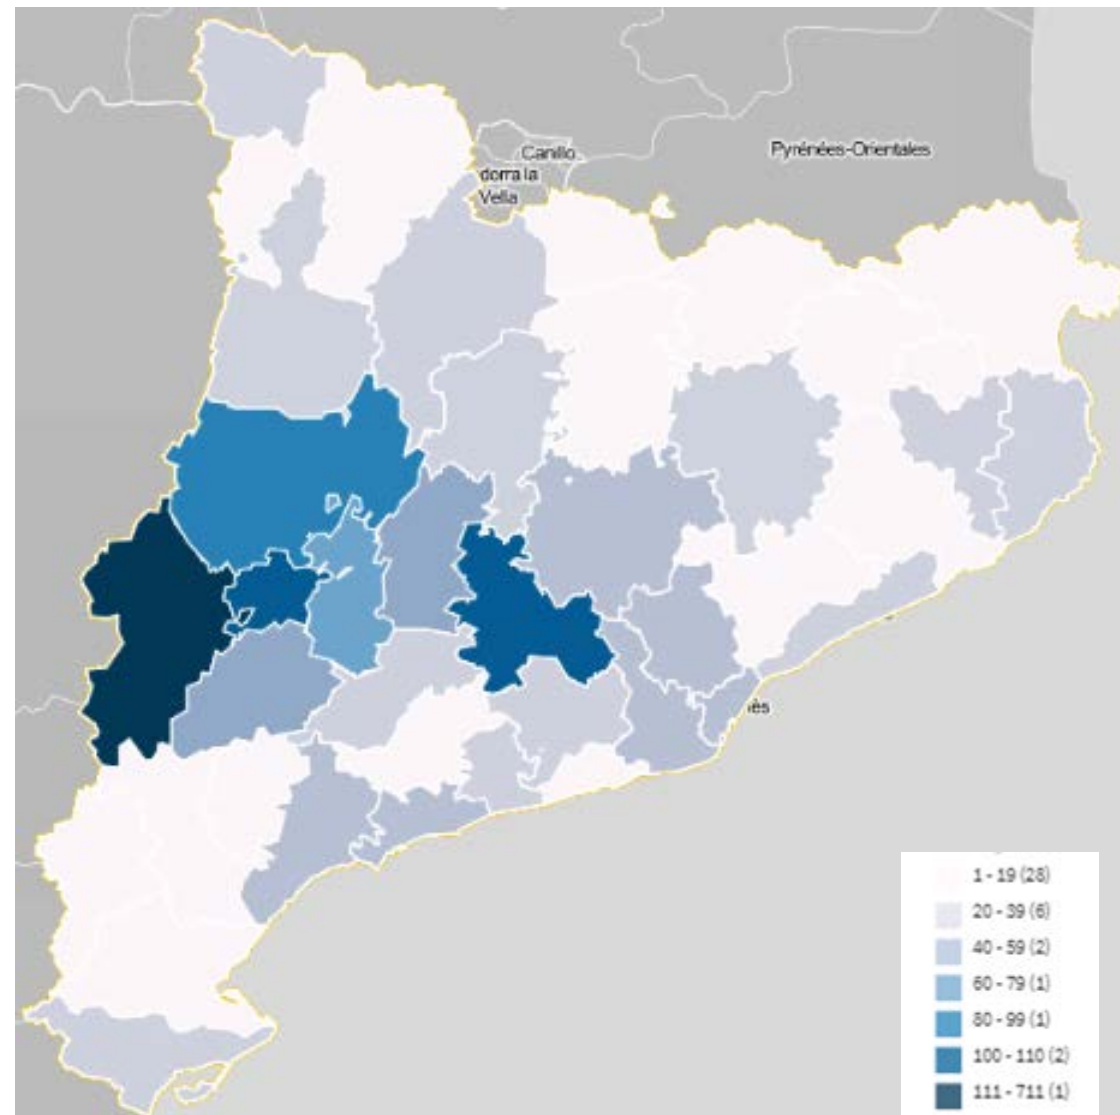 Canillo
Pyrénées-Orientales
dorra la
Vella
ès
1 - 19 (28)
20 - 39 (6)
40 - 59 (2)
60 - 79 (1)
80 - 99 (1)
100 - 110 (2)
111 - 711 (1)